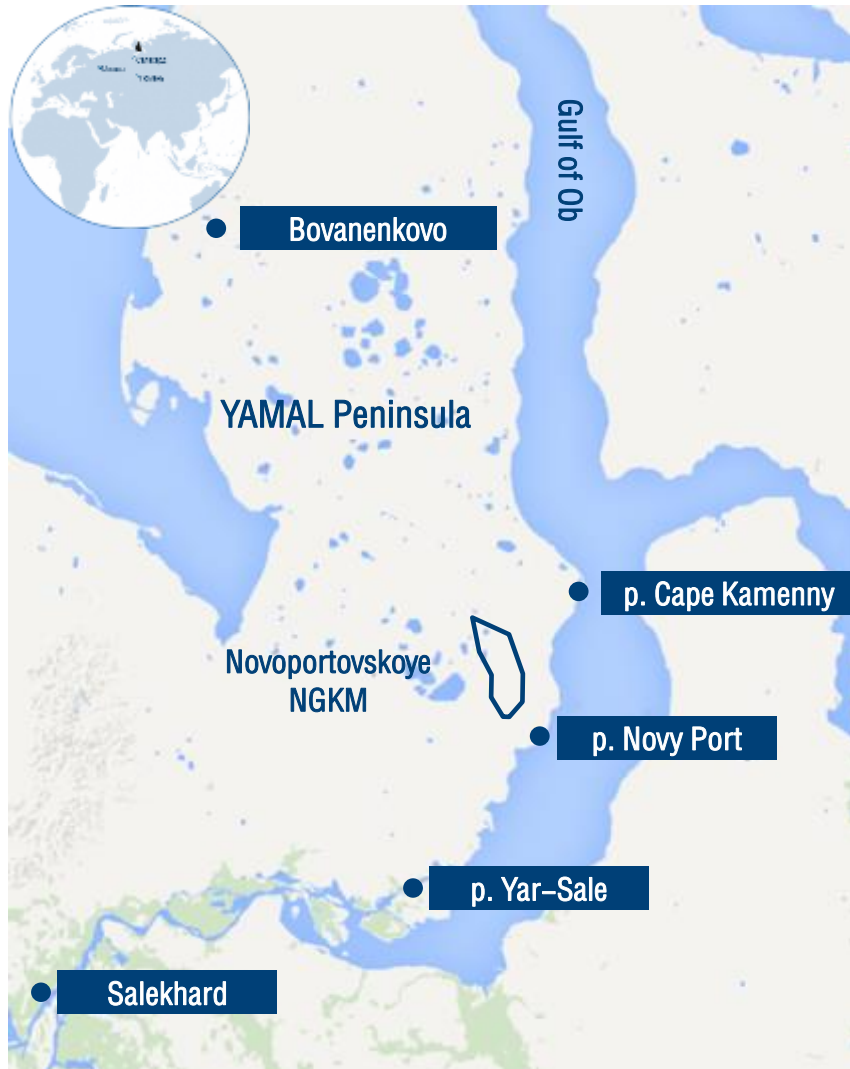 Gulf of Ob
Bovanenkovo
YAMAL Peninsula
p. Cape Kamenny
Novoportovskoye
NGKM
p. Novy Port
p. Yar–Sale
Salekhard